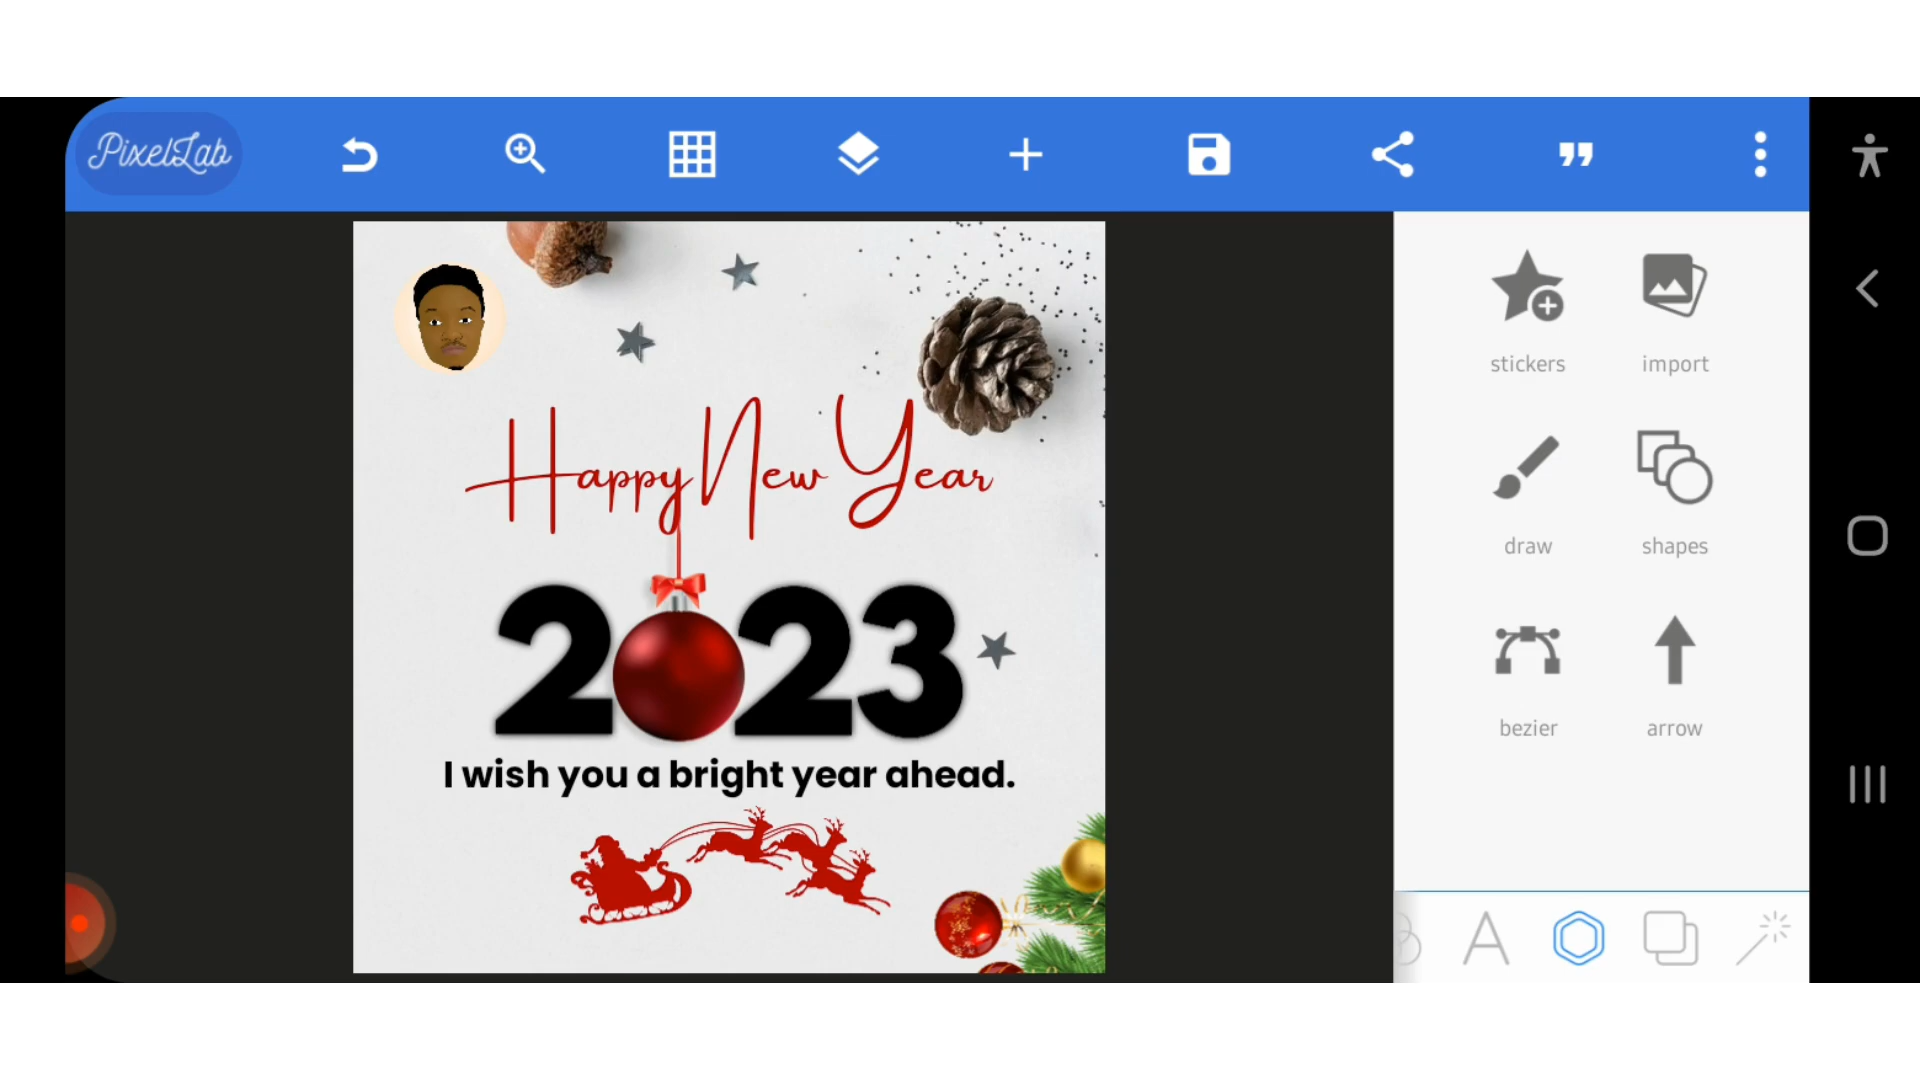 PixelLab
stickers
import
draw
shapes
bezier
arrow
Happy New Year
2023
I wish you a bright year ahead.